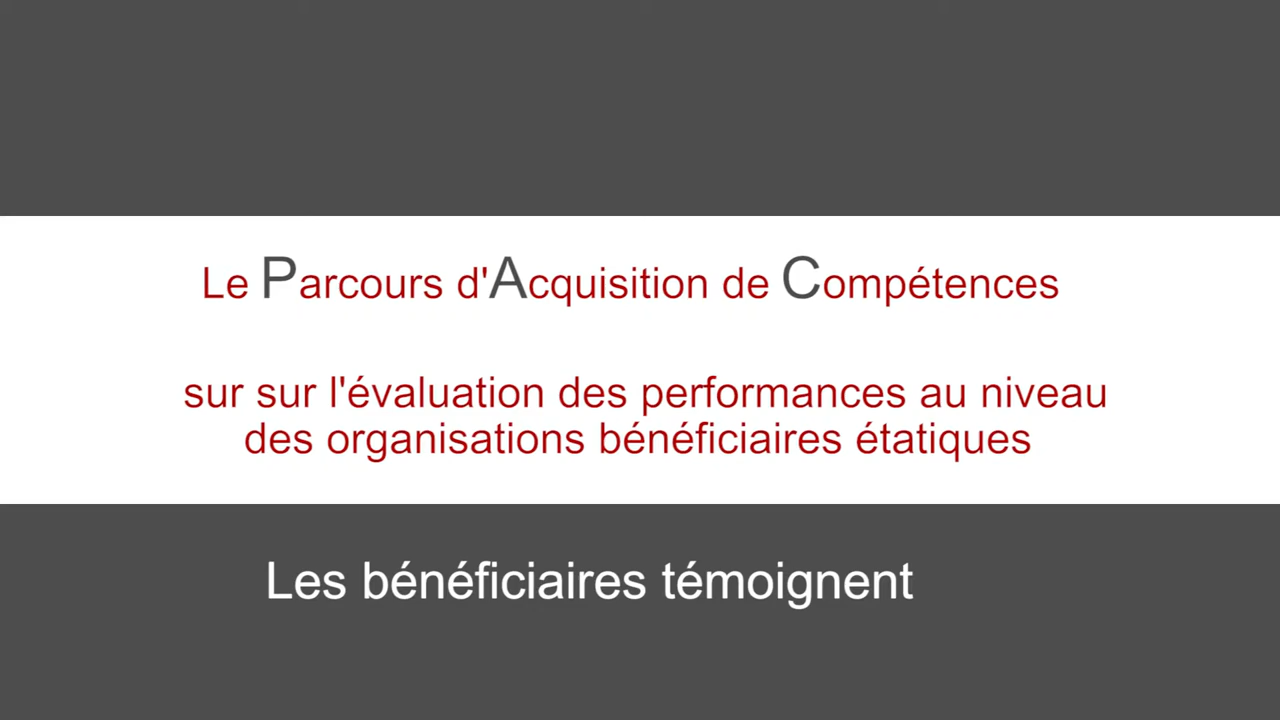 Le Parcours d'Acquisition de Compétences
sur sur l'évaluation des performances au niveau
des organisations bénéficiaires étatiques
Les bénéficiaires témoignent